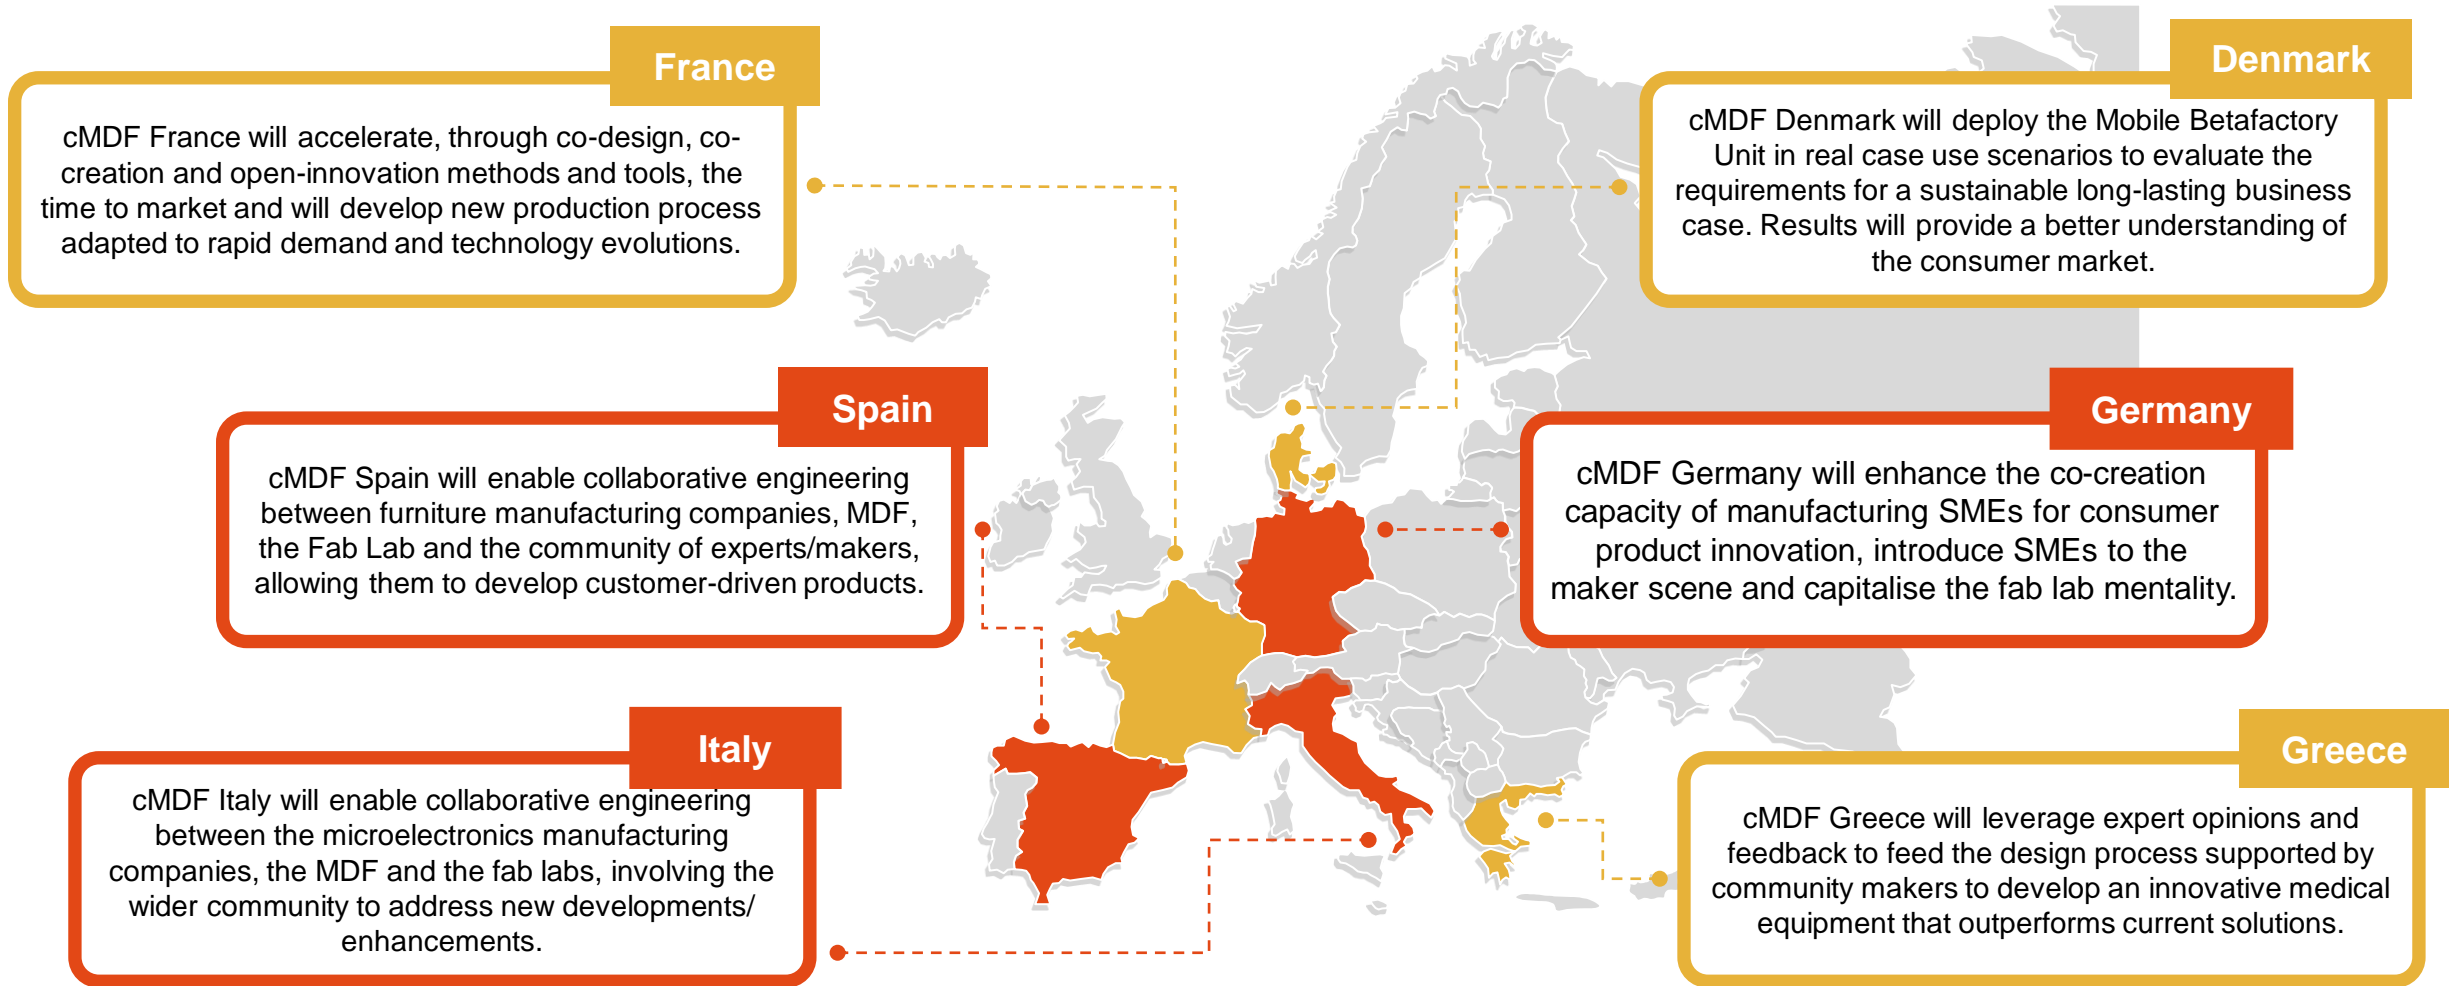 France
cMDF France will accelerate, through co-design, co-
creation and open-innovation methods and tools, the
time to market and will develop new production process
adapted to rapid demand and technology evolutions.
Denmark
cMDF Denmark will deploy the Mobile Betafactory
Unit in real case use scenarios to evaluate the
requirements for a sustainable long-lasting business
case. Results will provide a better understanding of
the consumer market.
Spain
cMDF Spain will enable collaborative engineering
between furniture manufacturing companies, MDF,
the Fab Lab and the community of experts/makers,
allowing them to develop customer-driven products.
Germany
cMDF Germany will enhance the co-creation
capacity of manufacturing SMEs for consumer
product innovation, introduce SMEs to the
maker scene and capitalise the fab lab mentality.
Italy
cMDF Italy will enable collaborative engineering
between the microelectronics manufacturing
companies, the MDF and the fab labs, involving the
wider community to address new developments/
enhancements.
Greece
cMDF Greece will leverage expert opinions and
feedback to feed the design process supported by
community makers to develop an innovative medical
equipment that outperforms current solutions.